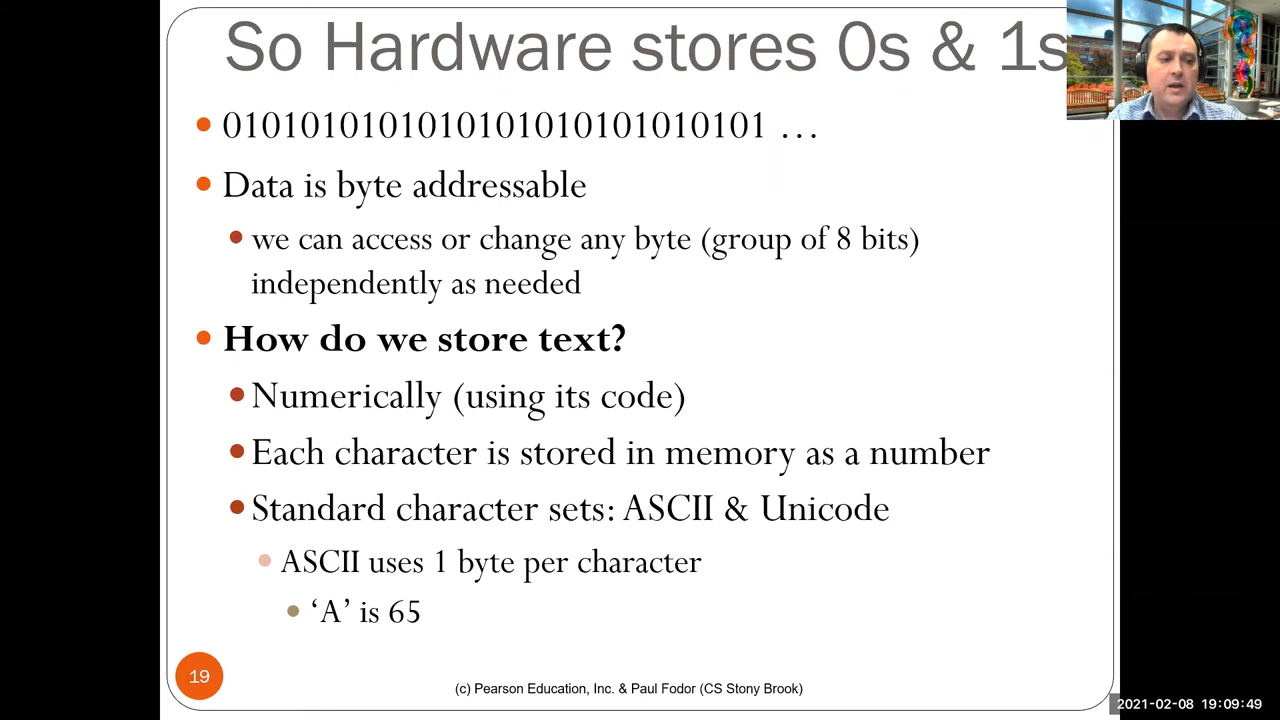 So Hardware stores 0s & 1s
0101010101010101010101010101 …
Data is byte addressable
we can access or change any byte (group of 8 bits)
independently as needed
How do we store text?
Numerically (using its code)
Each character is stored in memory as a number
Standard character sets: ASCII & Unicode
ASCII uses 1 byte per character
‘A’ is 65
19
(c) Pearson Education, Inc. & Paul Fodor (CS Stony Brook)
2021-02-08 19:09:49